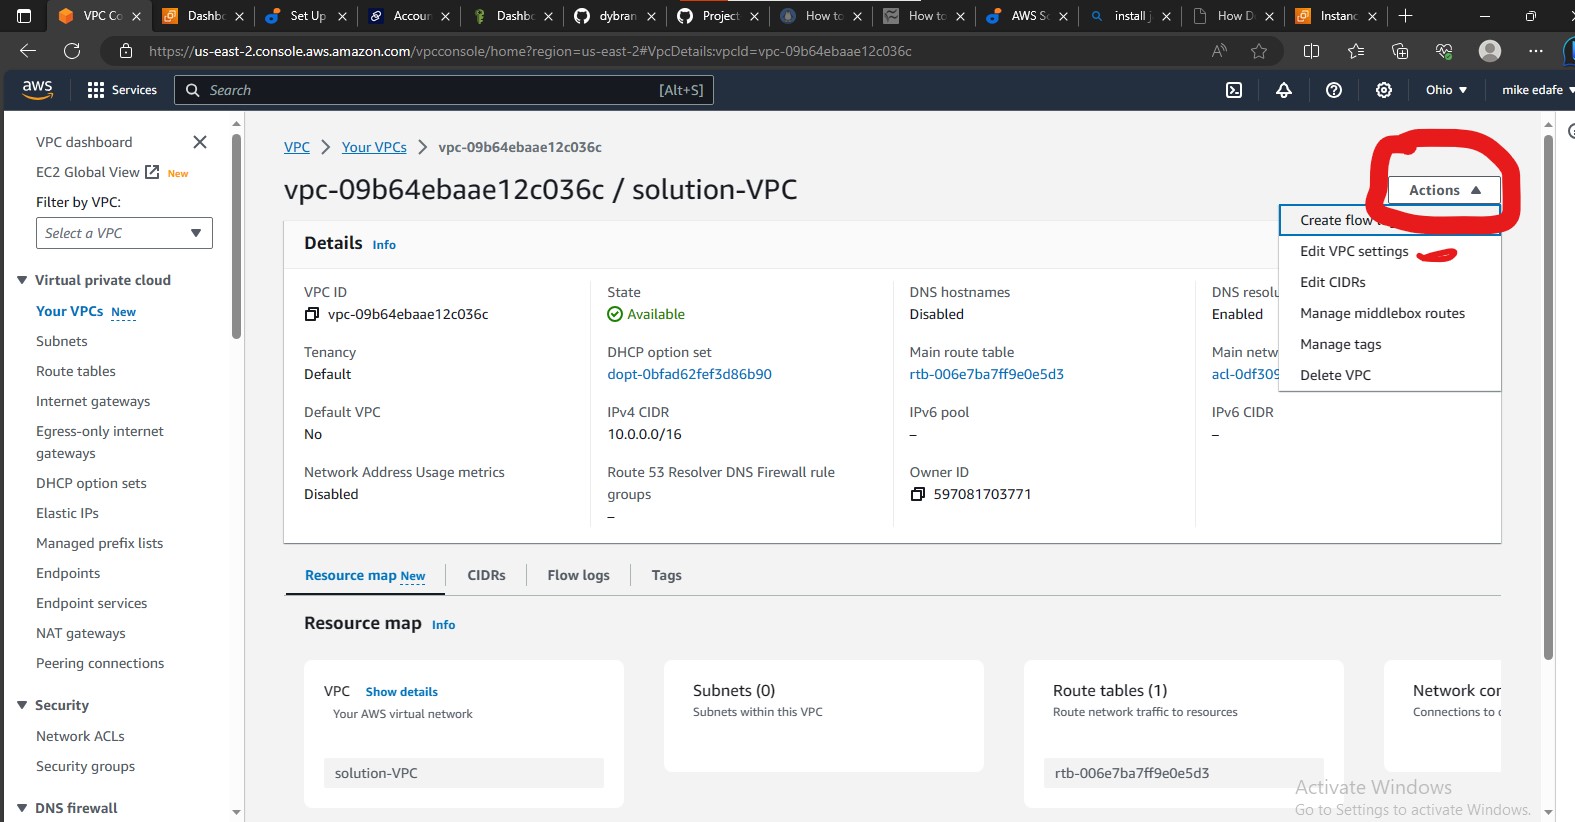 VPC Co
Dashb
Set Up
Accour
Dashb
dybran
Project
How to
How to
AWS Sc
install j
How D
Instanc
https://us-east-2.console.aws.amazon.com/vpcconsole/home?region=us-east-2#VpcDetails:vpcId=vpc-09b64ebaae12c036c
aws
Services
Search
[Alt+S]
Ohio
mike edafe
VPC dashboard
EC2 Global View New
Filter by VPC:
Select a VPC
Virtual private cloud
Your VPCs New
Subnets
Route tables
Internet gateways
Egress-only internet
gateways
DHCP option sets
Elastic IPs
Managed prefix lists
Endpoints
Endpoint services
NAT gateways
Peering connections
Security
Network ACLs
Security groups
DNS firewall
VPC > Your VPCs > vpc-09b64ebaae12c036c
vpc-09b64ebaae12c036c / solution-VPC
Actions
Create flow
Edit VPC settings
Edit CIDRs
Manage middlebox routes
Manage tags
Delete VPC
Details Info
VPC ID
vpc-09b64ebaae12c036c
State
Available
DNS hostnames
Disabled
DNS resolu
Enabled
Tenancy
Default
DHCP option set
dopt-0bfad62fef3d86b90
Main route table
rtb-006e7ba7ff9e0e5d3
Main netw
acl-0df309
Default VPC
No
IPv4 CIDR
10.0.0.0/16
IPv6 pool
–
IPv6 CIDR
–
Network Address Usage metrics
Disabled
Route 53 Resolver DNS Firewall rule
groups
–
Owner ID
597081703771
Resource map New
CIDRs
Flow logs
Tags
Resource map Info
VPC Show details
Your AWS virtual network
solution-VPC
Subnets (0)
Subnets within this VPC
Route tables (1)
Route network traffic to resources
rtb-006e7ba7ff9e0e5d3
Network cor
Connections to
Activate Windows
Go to Settings to activate Windows.